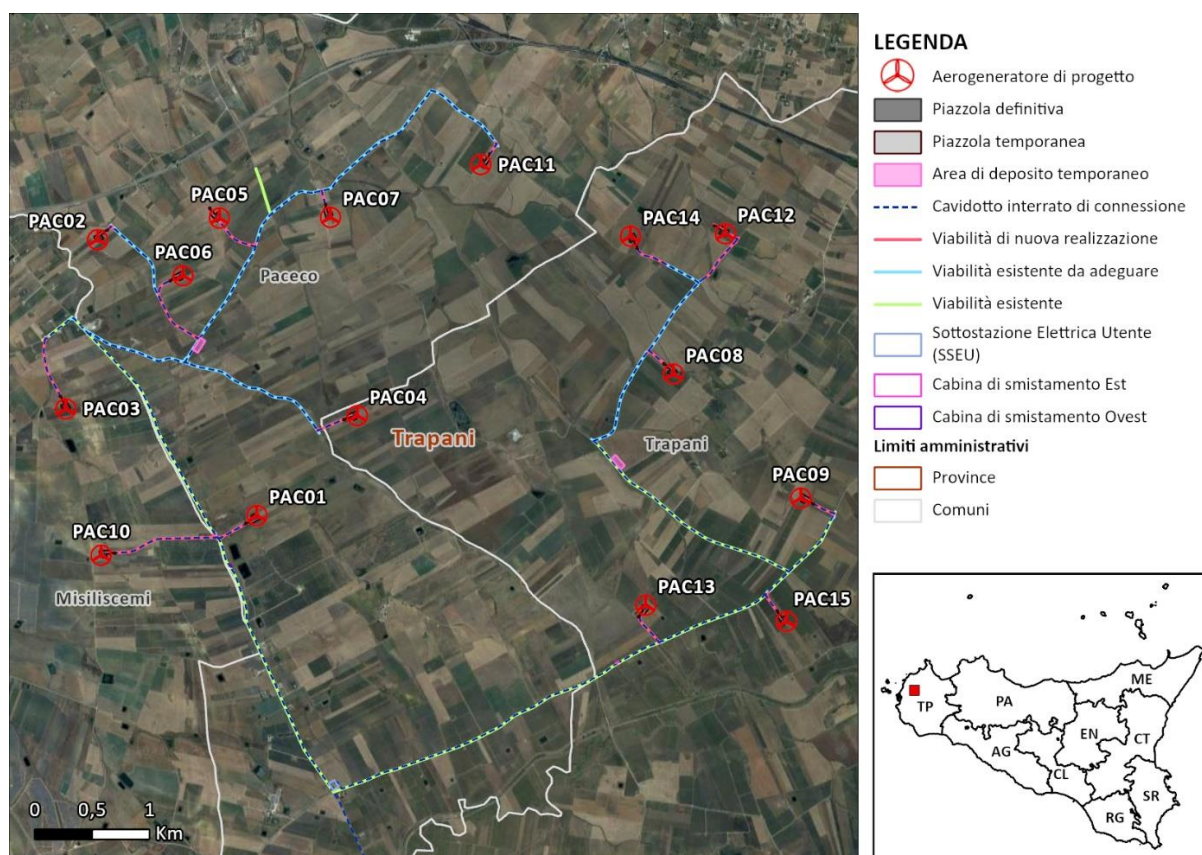 PAC11
PAC05
PAC07
PAC02
PAC14
PAC12
PAC06
Paceco
PAC08
PAC03
PAC04
Trapani
Trapani
PAC09
PAC01
PAC10
PAC13
PAC15
Misiliscemi
0 0,5 1
Km
LEGENDA
Aerogeneratore di progetto
Piazzola definitiva
Piazzola temporanea
Area di deposito temporaneo
Cavidotto interrato di connessione
Viabilità di nuova realizzazione
Viabilità esistente da adeguare
Viabilità esistente
Sottostazione Elettrica Utente
(SSEU)
Cabina di smistamento Est
Cabina di smistamento Ovest
Limiti amministrativi
Province
Comuni
ME
PA
TP
EN
CT
AG
CL
SR
RG